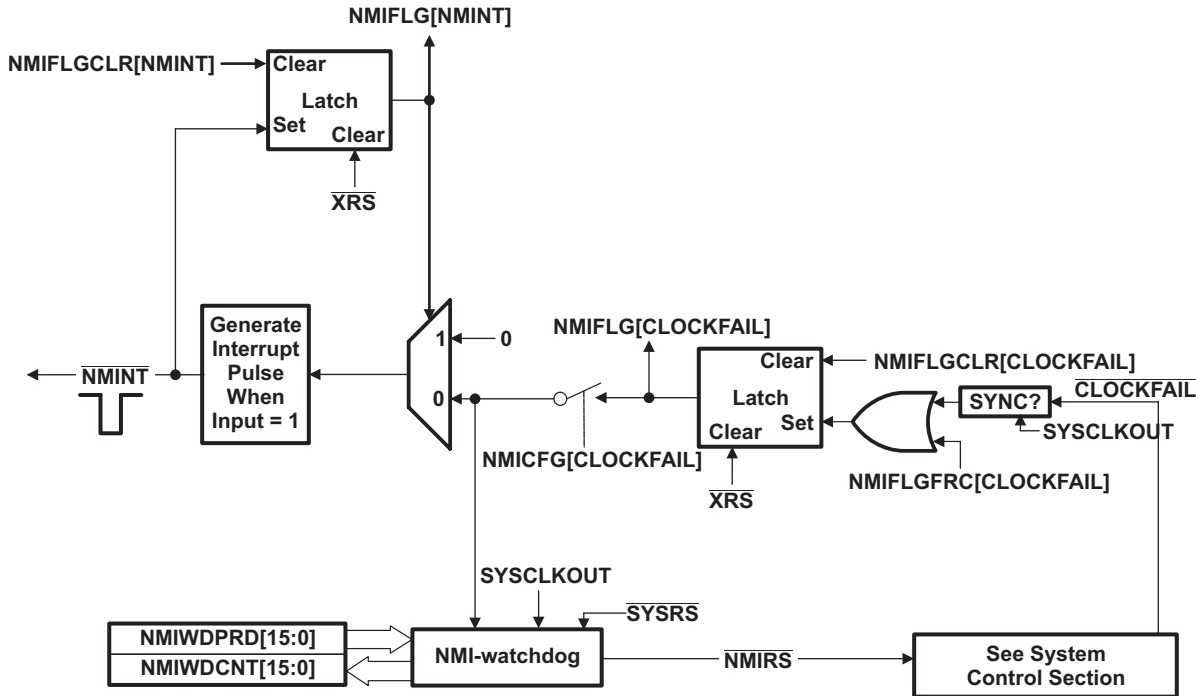 NMIFLG[NMINT]
NMIFLGCLR[NMINT]
Clear
Latch
Set
Clear
XRS
Generate
Interrupt
Pulse
When
Input = 1
NMINT
1
0
0
NMIFLG[CLOCKFAIL]
NMICFG[CLOCKFAIL]
Clear
Latch
Set
Clear
XRS
NMIFLGCLR[CLOCKFAIL]
CLOCKFAIL
SYNC?
SYSCLKOUT
NMIFLGFRC[CLOCKFAIL]
SYSCLKOUT
SYSRS
NMIWDPRD[15:0]
NMIWDCNT[15:0]
NMI-watchdog
NMIRS
See System
Control Section